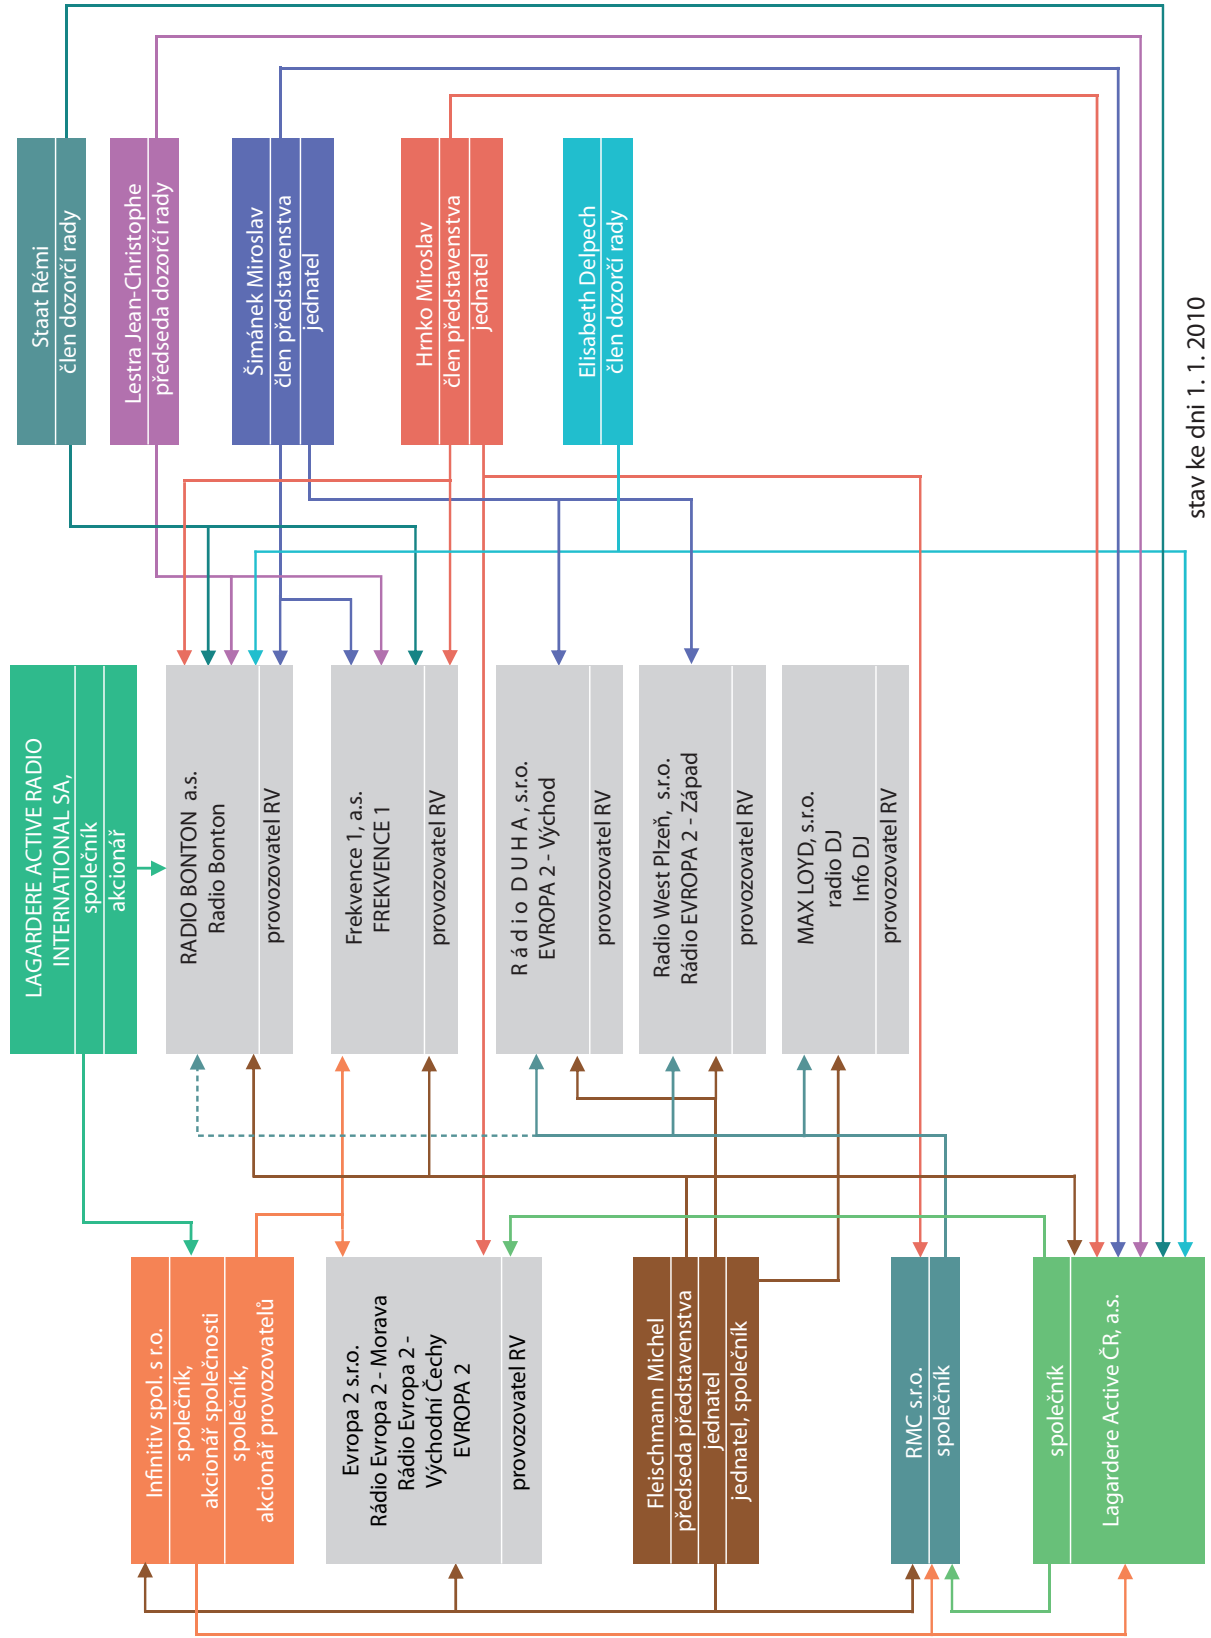 Infinitiv spol. s r.o.
společník,
akcionář společnosti
společník,
akcionář provozovatelů
Evropa 2 s.r.o.
Rádio Evropa 2 - Morava
Rádio Evropa 2 -
Východní Čechy
EVROPA 2
provozovatel RV
Fleischmann Michel
předseda představenstva
jednatel
jednatel, společník
RMC s.r.o.
společník
společník
Lagardere Active ČR, a.s.
LAGARDERE ACTIVE RADIO
INTERNATIONAL SA,
společník
akcionář
RADIO BONTON a.s.
Radio Bonton
provozovatel RV
Frekvence 1, a.s.
FREKVENCE 1
provozovatel RV
R á d i o D U H A , s.r.o.
EVROPA 2 - Východ
provozovatel RV
Radio West Plzeň, s.r.o.
Rádio EVROPA 2 - Západ
provozovatel RV
MAX LOYD, s.r.o.
radio DJ
Info DJ
provozovatel RV
Staat Rémi
člen dozorčí rady
Lestra Jean-Christophe
předseda dozorčí rady
Šimánek Miroslav
člen představenstva
jednatel
Hrnko Miroslav
člen představenstva
jednatel
Elisabeth Delpech
člen dozorčí rady
stav ke dni 1. 1. 2010